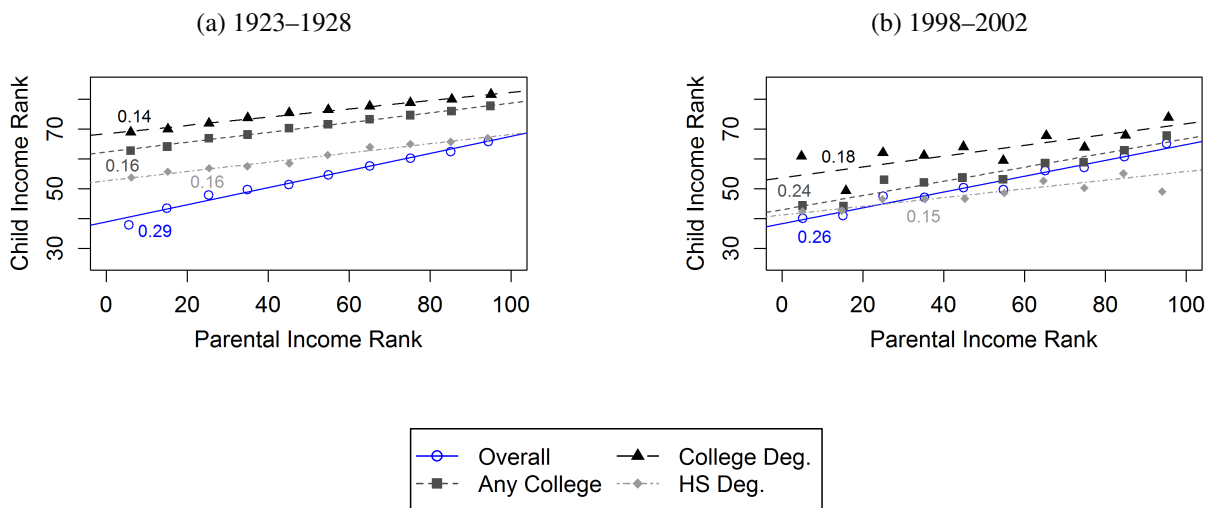 (a) 1923–1928
(b) 1998–2002
Child Income Rank
30
50
70
0.14
0.16
0.16
0.29
0
20
40
60
80
100
Parental Income Rank
Child Income Rank
30
50
70
0.18
0.24
0.15
0.26
0
20
40
60
80
100
Parental Income Rank
Overall
College Deg.
Any College
HS Deg.